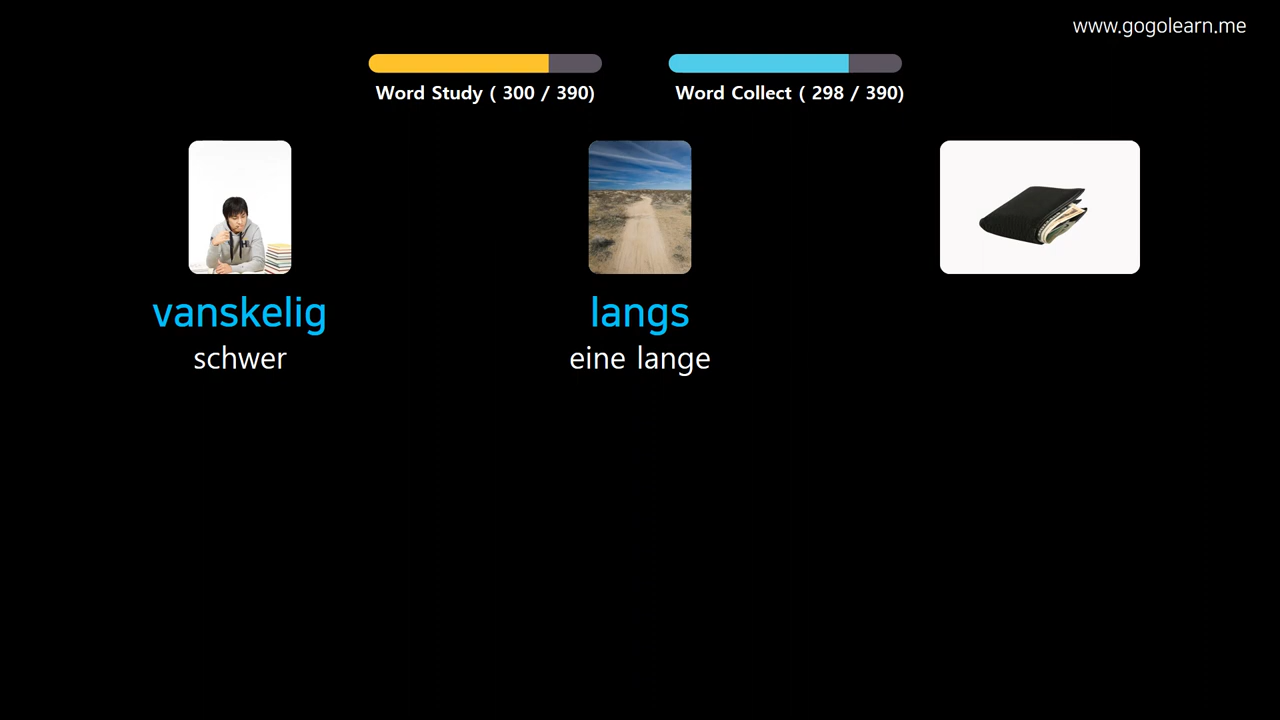 www.gogolearn.me
Word Study ( 300 / 390)
Word Collect ( 298 / 390)
vanskelig
langs
schwer
eine lange